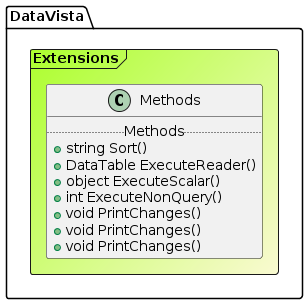 DataVista
Extensions
C Methods
Methods
string Sort()
DataTable ExecuteReader()
object ExecuteScalar()
int ExecuteNonQuery()
void PrintChanges()
void PrintChanges()
void PrintChanges()